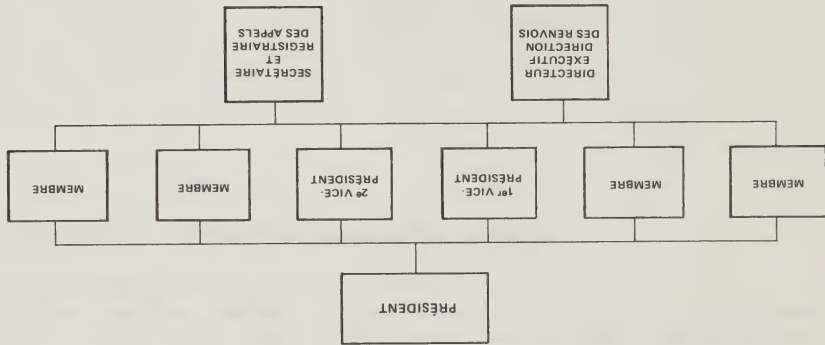 PRÉSIDENT
MEMBRE
MEMBRE
1er VICE-
PRÉSIDENT
2e VICE-
PRÉSIDENT
MEMBRE
MEMBRE
DIRECTEUR
EXÉCUTIF
DIRECTION
DES RENVOIS
SECRÉTAIRE
ET
REGISTRAIRE
DES APPELS